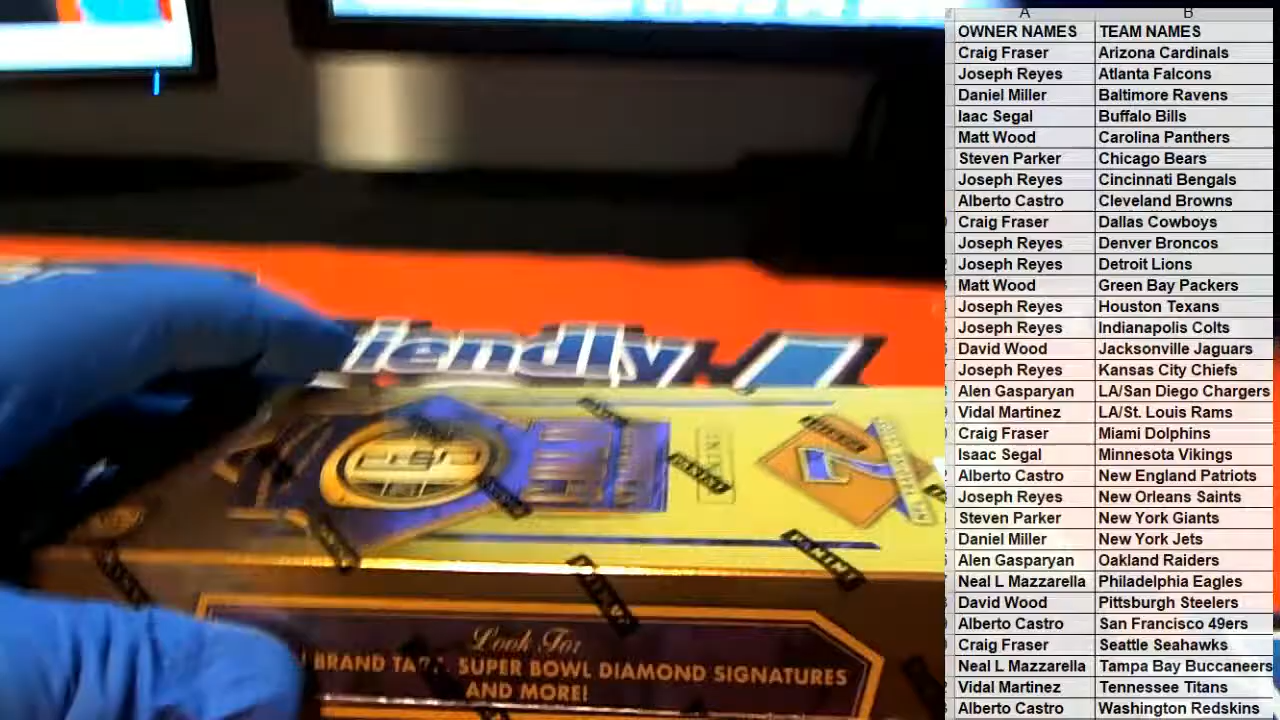 A B
OWNER NAMES TEAM NAMES
Craig Fraser Arizona Cardinals
Joseph Reyes Atlanta Falcons
Daniel Miller Baltimore Ravens
Iaac Segal Buffalo Bills
Matt Wood Carolina Panthers
Steven Parker Chicago Bears
Joseph Reyes Cincinnati Bengals
Alberto Castro Cleveland Browns
Craig Fraser Dallas Cowboys
Joseph Reyes Denver Broncos
Joseph Reyes Detroit Lions
Matt Wood Green Bay Packers
Joseph Reyes Houston Texans
Joseph Reyes Indianapolis Colts
David Wood Jacksonville Jaguars
Joseph Reyes Kansas City Chiefs
Alen Gasparyan LA/San Diego Chargers
Vidal Martinez LA/St. Louis Rams
Craig Fraser Miami Dolphins
Isaac Segal Minnesota Vikings
Alberto Castro New England Patriots
Joseph Reyes New Orleans Saints
Steven Parker New York Giants
Daniel Miller New York Jets
Alen Gasparyan Oakland Raiders
Neal L Mazzarella Philadelphia Eagles
David Wood Pittsburgh Steelers
Alberto Castro San Francisco 49ers
Craig Fraser Seattle Seahawks
Neal L Mazzarella Tampa Bay Buccaneers
Vidal Martinez Tennessee Titans
Alberto Castro Washington Redskins
iendly
PANINI
Look For
BRAND SUPER BOWL DIAMOND SIGNATURES
AND MORE!